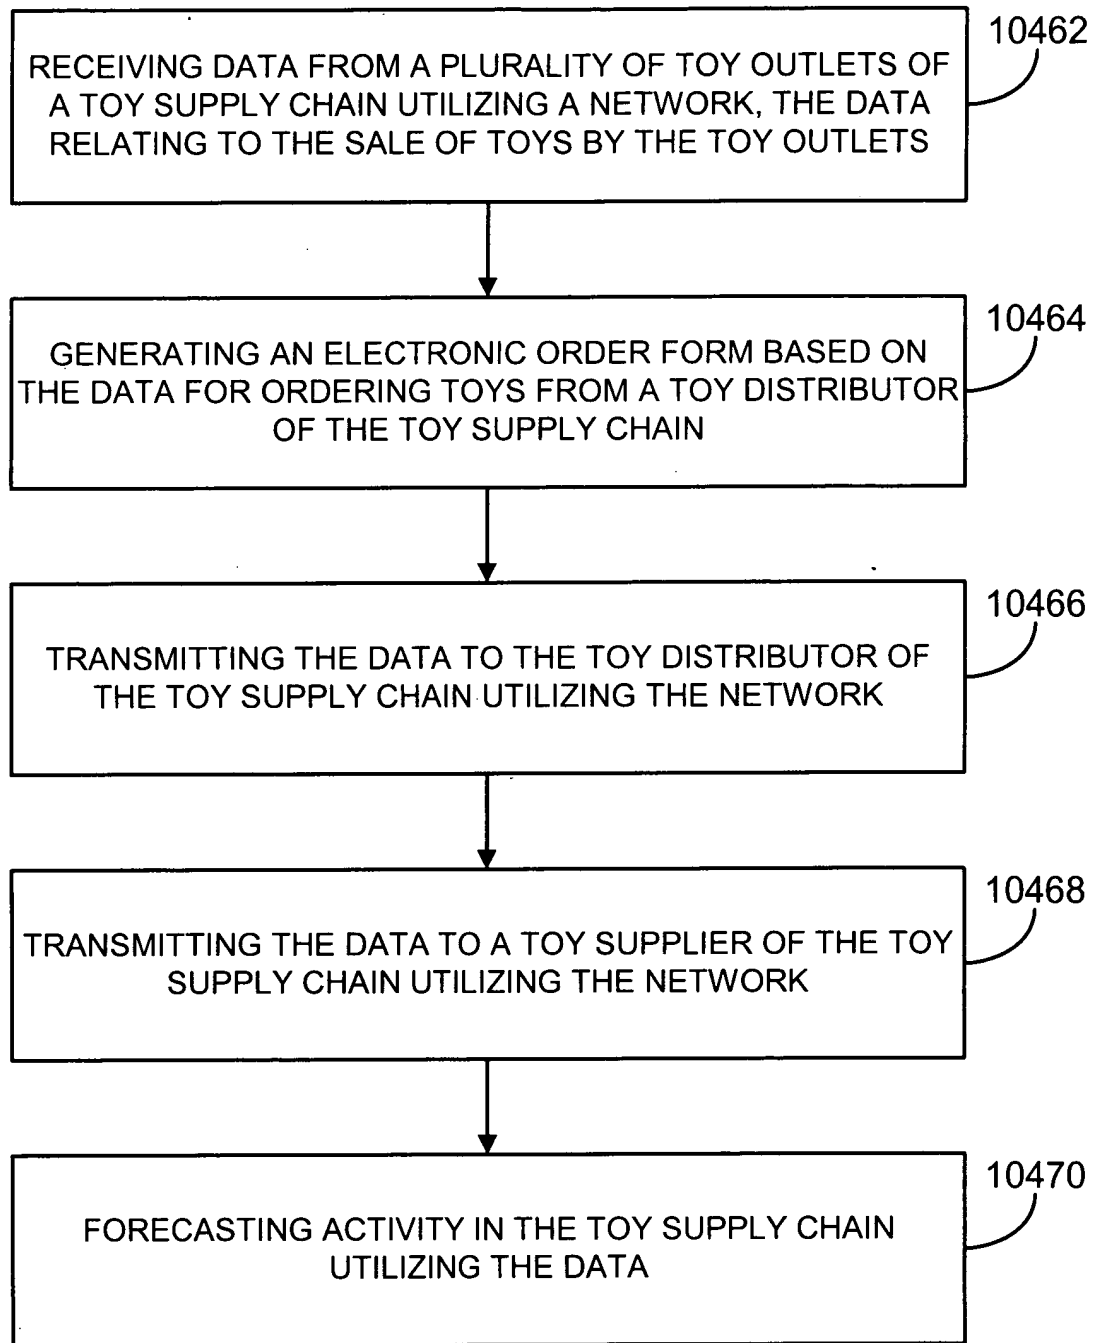 10462
RECEIVING DATA FROM A PLURALITY OF TOY OUTLETS OF
A TOY SUPPLY CHAIN UTILIZING A NETWORK, THE DATA
RELATING TO THE SALE OF TOYS BY THE TOY OUTLETS
10464
GENERATING AN ELECTRONIC ORDER FORM BASED ON
THE DATA FOR ORDERING TOYS FROM A TOY DISTRIBUTOR
OF THE TOY SUPPLY CHAIN
10466
TRANSMITTING THE DATA TO THE TOY DISTRIBUTOR OF
THE TOY SUPPLY CHAIN UTILIZING THE NETWORK
10468
TRANSMITTING THE DATA TO A TOY SUPPLIER OF THE TOY
SUPPLY CHAIN UTILIZING THE NETWORK
10470
FORECASTING ACTIVITY IN THE TOY SUPPLY CHAIN
UTILIZING THE DATA